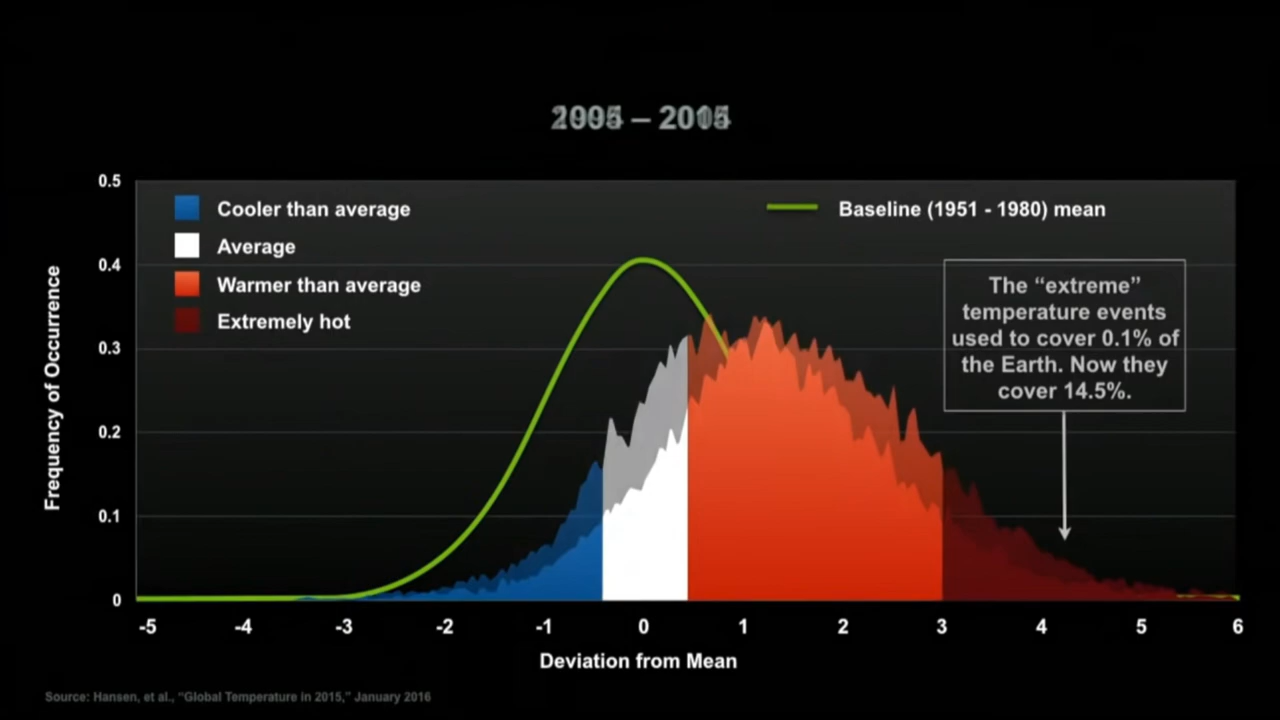 0.5
Cooler than average
Baseline (1951 - 1980) mean
Average
0.4
Warmer than average
The “extreme”
temperature events
used to cover 0.1% of
the Earth. Now they
cover 14.5%.
Extremely hot
0.3
Frequency of Occurrence
0.2
0.1
0
-5 -4 -3 -2 -1 0 1 2 3 4 5 6
Deviation from Mean
Source: Hansen, et al., “Global Temperature in 2015,” January 2016